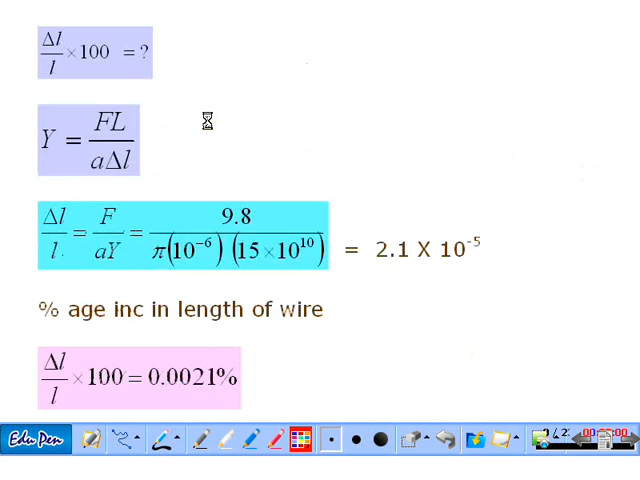 Δl/l × 100 = ?
Y = FL/aΔl
Δl/l = F/aY = 9.8/π(10⁻⁶)(15×10¹⁰) = 2.1 X 10⁻⁵
% age inc in length of wire
Δl/l × 100 = 0.0021%
Edu Pen